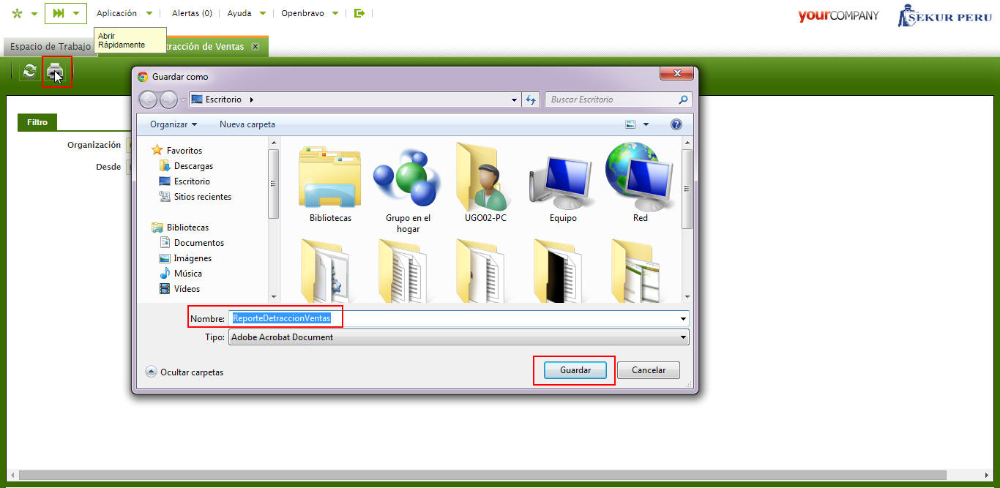 Aplicación
Alertas (0)
Ayuda
Openbravo
yourCOMPANY
SEKUR PERU
Abrir
Rápidamente
Espacio de Trabajo
tracción de Ventas
Guardar como
Escritorio
Buscar Escritorio
Organizar
Nueva carpeta
Filtro
Organización
Desde
Favoritos
Descargas
Escritorio
Sitios recientes
Bibliotecas
Documentos
Imágenes
Música
Vídeos
Bibliotecas
Grupo en el
hogar
UGO02-PC
Equipo
Red
Nombre: ReporteDetraccionVentas
Tipo: Adobe Acrobat Document
Ocultar carpetas
Guardar
Cancelar